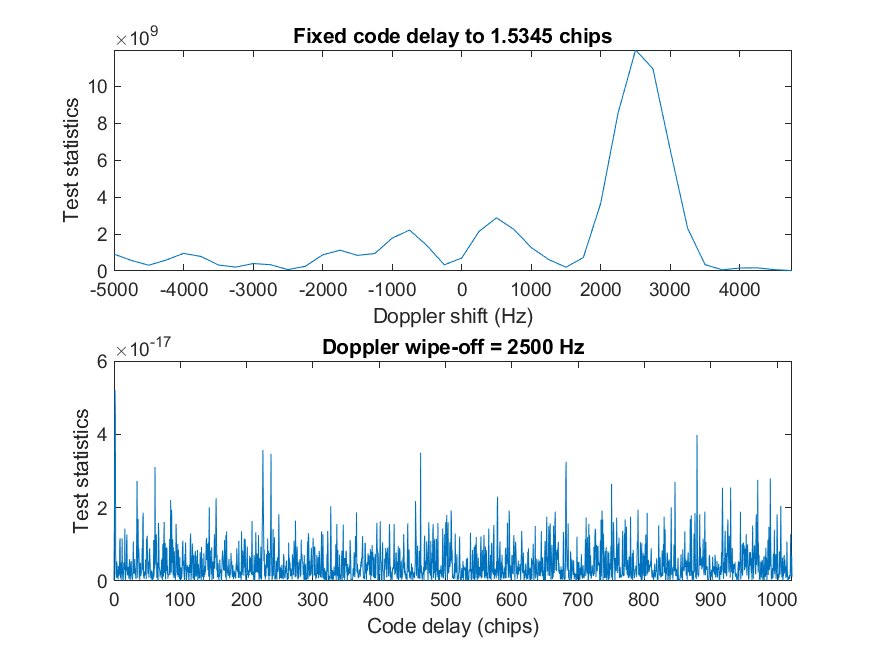 Fixed code delay to 1.5345 chips
×10^9
10
8
6
4
2
0
Test statistics
-5000 -4000 -3000 -2000 -1000 0 1000 2000 3000 4000
Doppler shift (Hz)
Doppler wipe-off = 2500 Hz
×10^-17
6
4
2
0
Test statistics
0 100 200 300 400 500 600 700 800 900 1000
Code delay (chips)